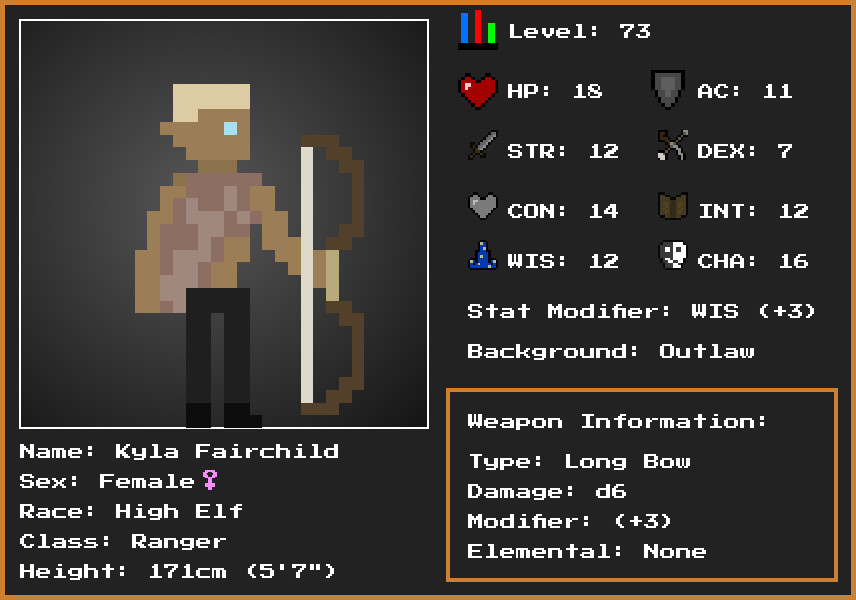 Level: 73
HP: 18 AC: 11
STR: 12 DEX: 7
CON: 14 INT: 12
WIS: 12 CHA: 16
Stat Modifier: WIS (+3)
Background: Outlaw
Weapon Information:
Type: Long Bow
Damage: d6
Modifier: (+3)
Elemental: None
Name: Kyla Fairchild
Sex: Female♀
Race: High Elf
Class: Ranger
Height: 171cm (5'7")